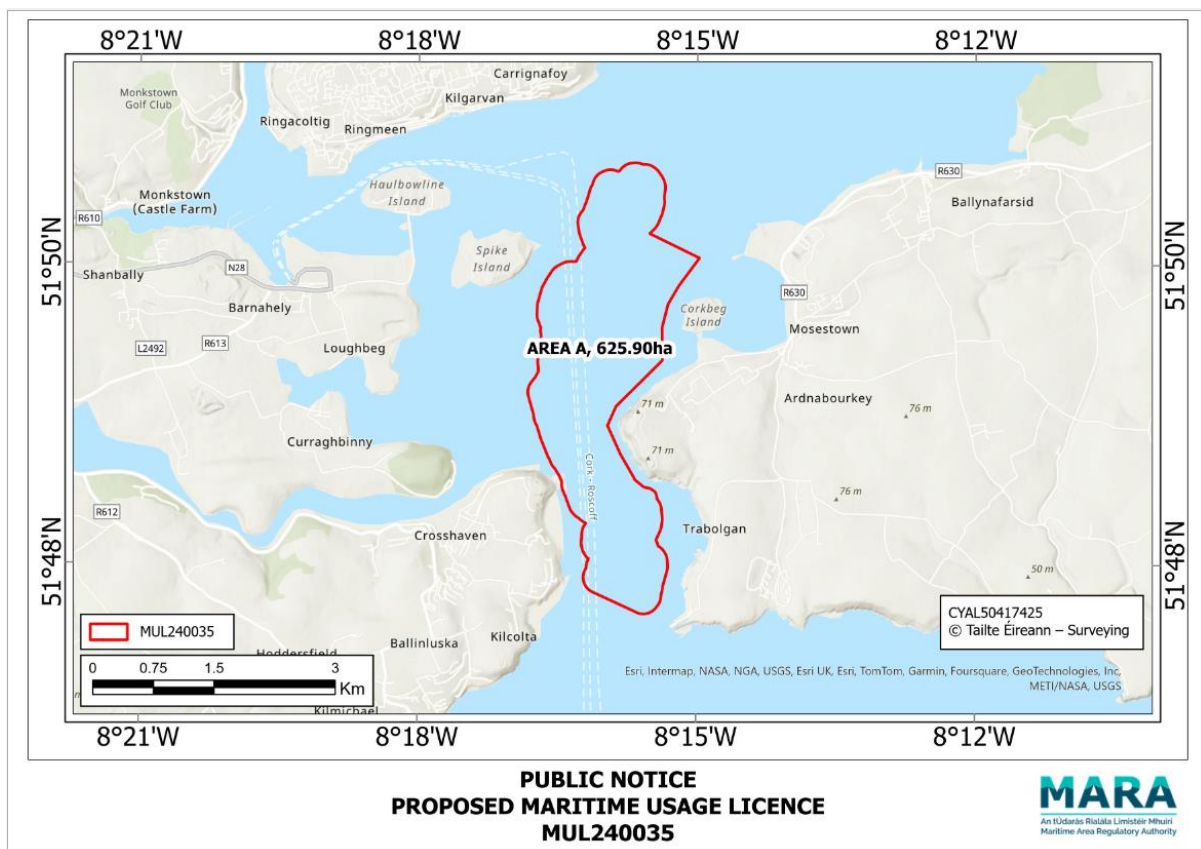 8°21'W
8°18'W
8°15'W
8°12'W
Carrignafoy
Monkstown
Golf Club
Kilgarvan
Ringacoltig
Ringmeen
R630
Haulbowline
Island
Monkstown
(Castle Farm)
Ballynafarsid
R610
51°50'N
51°50'N
Spike
Island
Shanbally
N28
R630
Barnahely
Corkbeg
Island
Mosestown
R613
L2492
Loughbeg
AREA A, 625.90ha
Ardnabourkey
71 m
76 m
Curraghbinny
71 m
Cork - Roscoff
76 m
R612
Crosshaven
Trabolgan
51°48'N
51°48'N
50 m
MUL240035
Ballinluska
Kilcolta
CYAL50417425
© Tailte Éireann – Surveying
Hoddersfield
0 0.75 1.5 3
Km
Esri, Intermap, NASA, NGA, USGS, Esri UK, Esri, TomTom, Garmin, Foursquare, GeoTechnologies, Inc,
METI/NASA, USGS
Kilmichael
8°21'W
8°18'W
8°15'W
8°12'W
PUBLIC NOTICE
PROPOSED MARITIME USAGE LICENCE
MUL240035
MARA
An tÚdarás Rialála Limistéir Mhuirí
Maritime Area Regulatory Authority